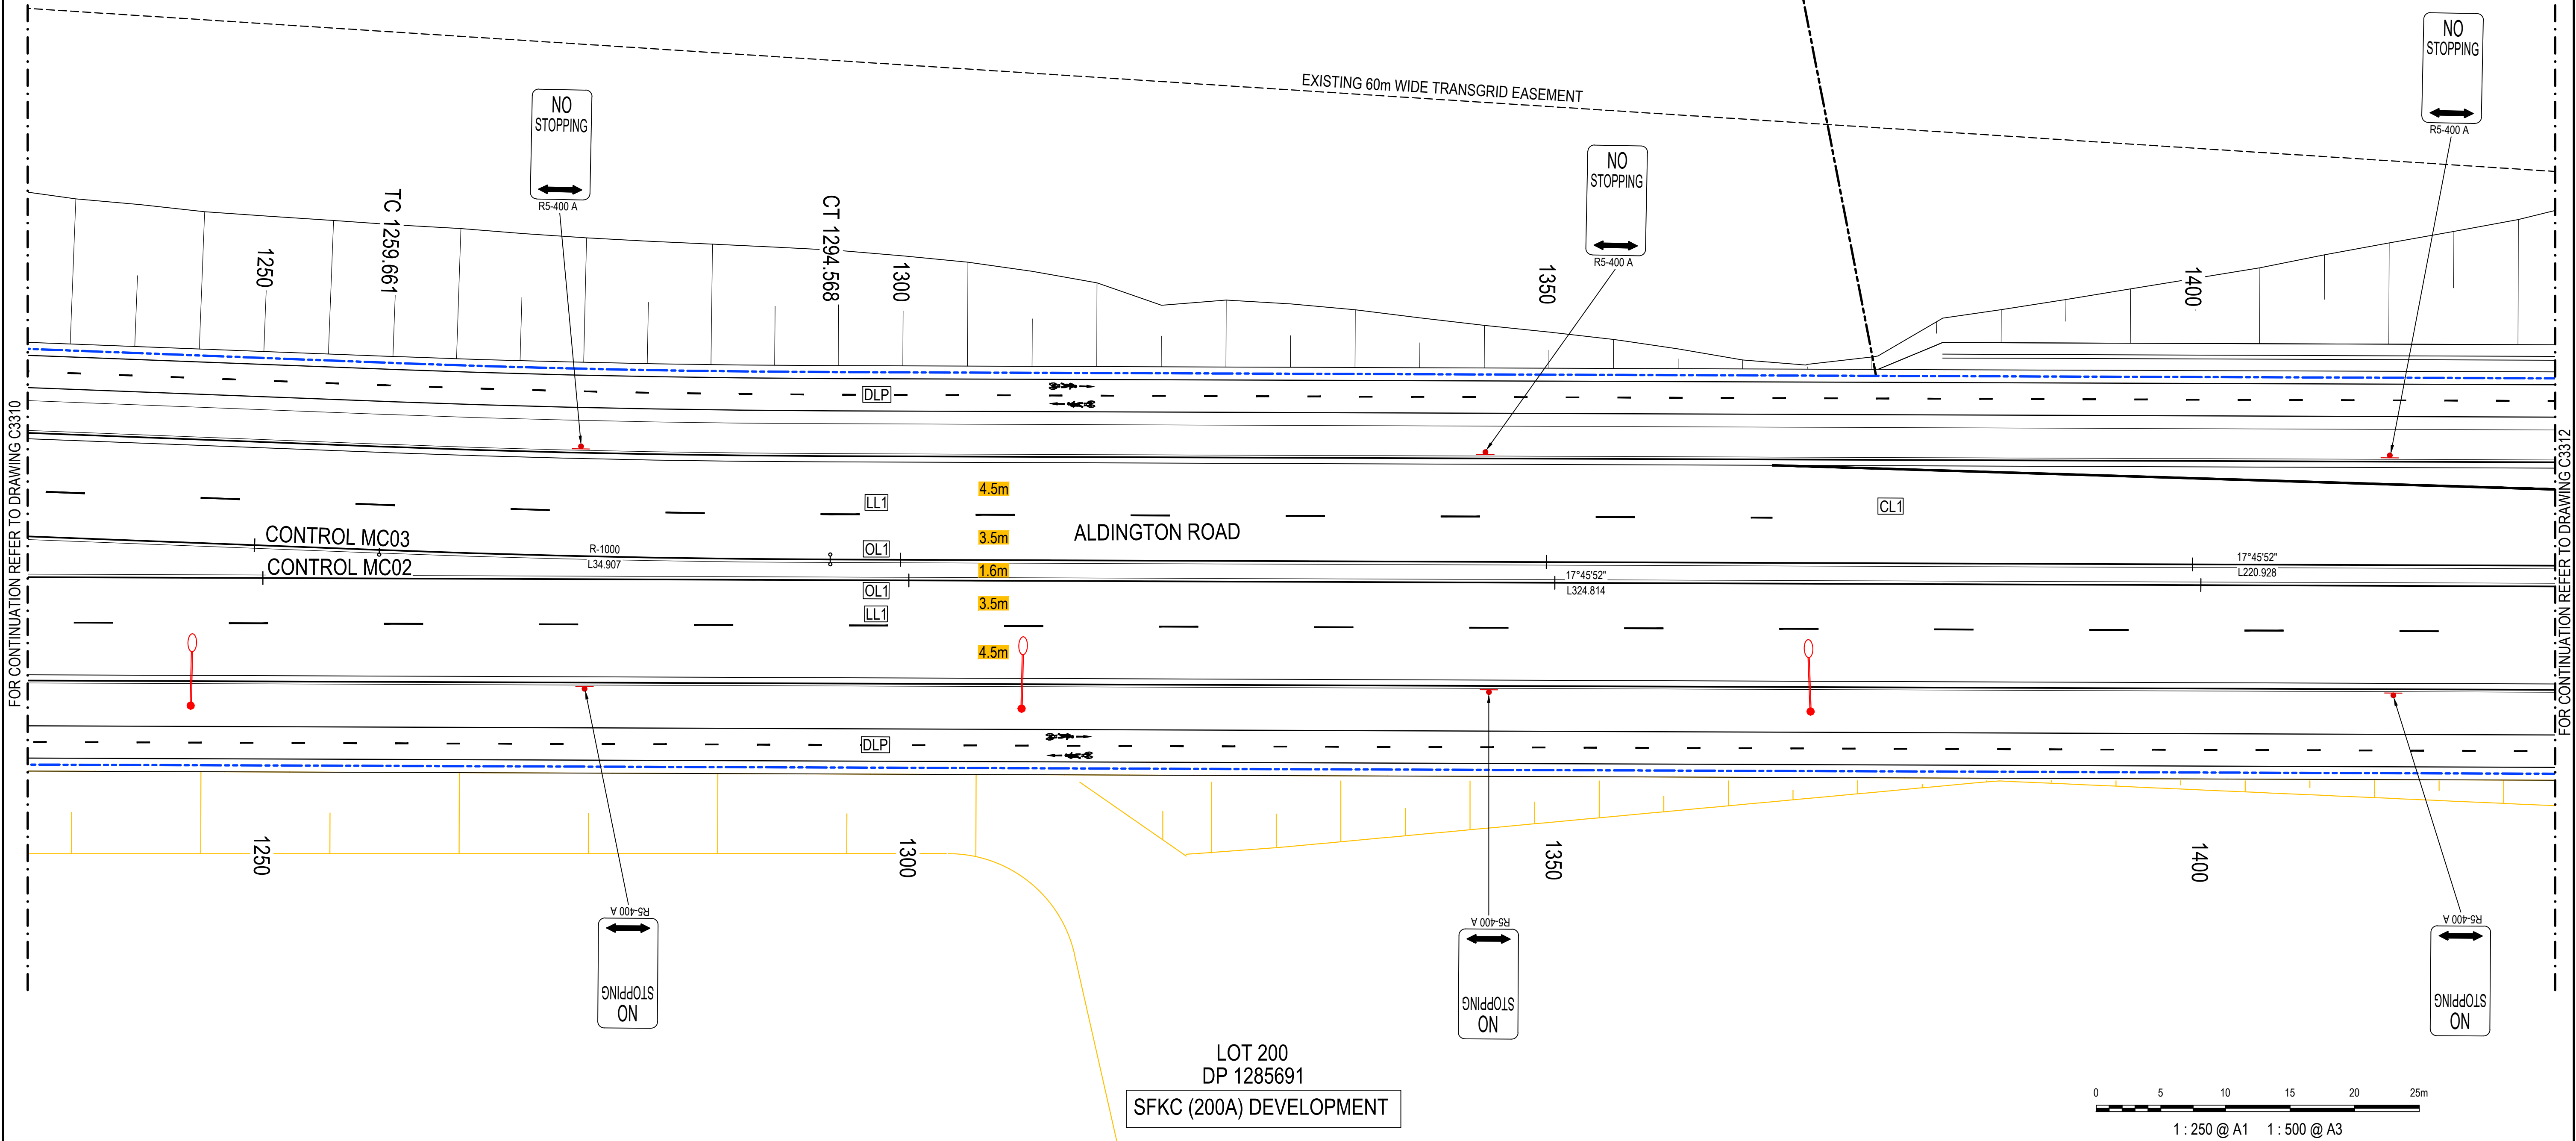 NO
STOPPING
R5-400 A
EXISTING 60m WIDE TRANSGRID EASEMENT
NO
STOPPING
R5-400 A
NO
STOPPING
R5-400 A
1250
TC 1259.661
CT 1294.568
1300
1350
1400
FOR CONTINUATION REFER TO DRAWING C3310
FOR CONTINUATION REFER TO DRAWING C3312
DLP
LL1
4.5m
CL1
CONTROL MC03
R-1000
L34.907
OL1
3.5m
ALDINGTON ROAD
CONTROL MC02
1.6m
17°45'52"
L324.814
17°45'52"
L220.928
OL1
3.5m
LL1
4.5m
DLP
1250
1300
1350
1400
R5-400 A
NO
STOPPING
R5-400 A
NO
STOPPING
R5-400 A
NO
STOPPING
LOT 200
DP 1285691
SFKC (200A) DEVELOPMENT
0 5 10 15 20 25m
1 : 250 @ A1 1 : 500 @ A3